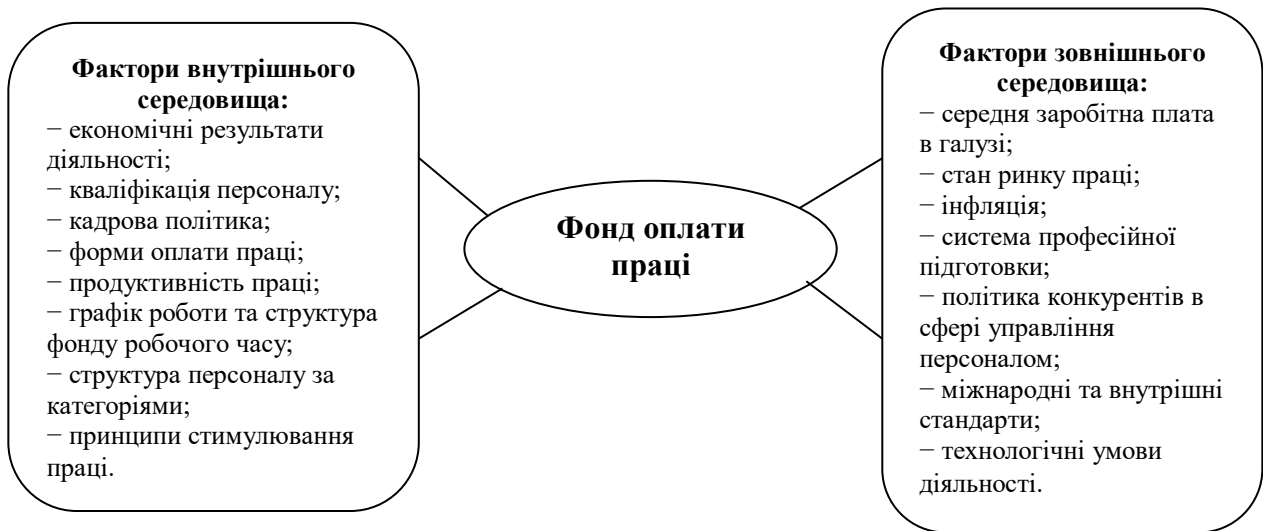 Фактори внутрішнього
середовища:
− економічні результати
діяльності;
− кваліфікація персоналу;
− кадрова політика;
− форми оплати праці;
− продуктивність праці;
− графік роботи та структура
фонду робочого часу;
− структура персоналу за
категоріями;
− принципи стимулювання
праці.
Фонд оплати
праці
Фактори зовнішнього
середовища:
− середня заробітна плата
в галузі;
− стан ринку праці;
− інфляція;
− система професійної
підготовки;
− політика конкурентів в
сфері управління
персоналом;
− міжнародні та внутрішні
стандарти;
− технологічні умови
діяльності.